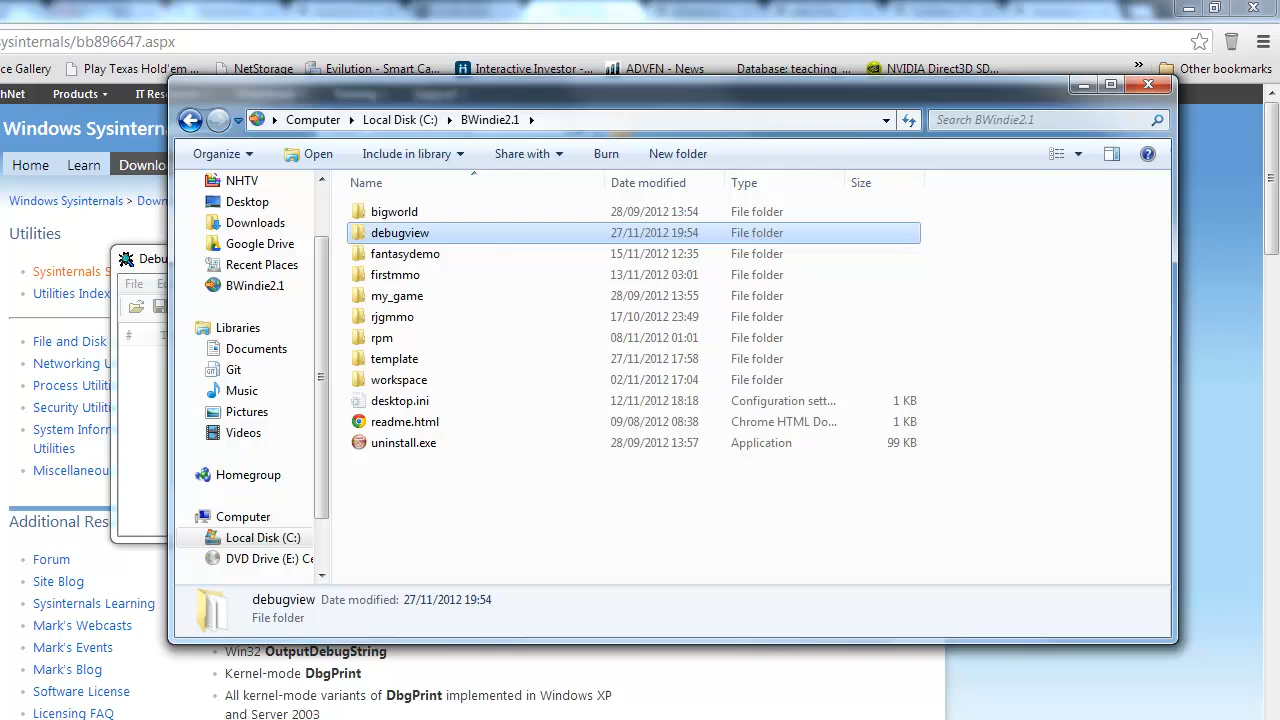 sysinternals/bb896647.aspx
ce Gallery Play Texas Hold'em ... NetStorage Evilution - Smart Ca... Interactive Investor -... ADVFN - News Database: teaching ... NVIDIA Direct3D SD... » Other bookmarks
hNet Products IT Res
Windows Sysintern
Home Learn Downlo
Windows Sysinternals > Down
Utilities
Sysinternals S
Utilities Index
File and Disk
Networking U
Process Utiliti
Security Utiliti
System Inforn
Utilities
Miscellaneou
Additional Res
Forum
Site Blog
Sysinternals Learning
Mark's Webcasts
Mark's Events
Mark's Blog
Software License
Licensing FAQ
Debu
File E
# T
Computer Local Disk (C:) BWindie2.1
Search BWindie2.1
Organize Open Include in library Share with Burn New folder
NHTV
Desktop
Downloads
Google Drive
Recent Places
BWindie2.1
Libraries
Documents
Git
Music
Pictures
Videos
Homegroup
Computer
Local Disk (C:)
DVD Drive (E:) Ce
Name Date modified Type Size
bigworld 28/09/2012 13:54 File folder
debugview 27/11/2012 19:54 File folder
fantasydemo 15/11/2012 12:35 File folder
firstmmo 13/11/2012 03:01 File folder
my_game 28/09/2012 13:55 File folder
rjgmmo 17/10/2012 23:49 File folder
rpm 08/11/2012 01:01 File folder
template 27/11/2012 17:58 File folder
workspace 02/11/2012 17:04 File folder
desktop.ini 12/11/2012 18:18 Configuration sett... 1 KB
readme.html 09/08/2012 08:38 Chrome HTML Do... 1 KB
uninstall.exe 28/09/2012 13:57 Application 99 KB
debugview Date modified: 27/11/2012 19:54
File folder
Win32 OutputDebugString
Kernel-mode DbgPrint
All kernel-mode variants of DbgPrint implemented in Windows XP
and Server 2003